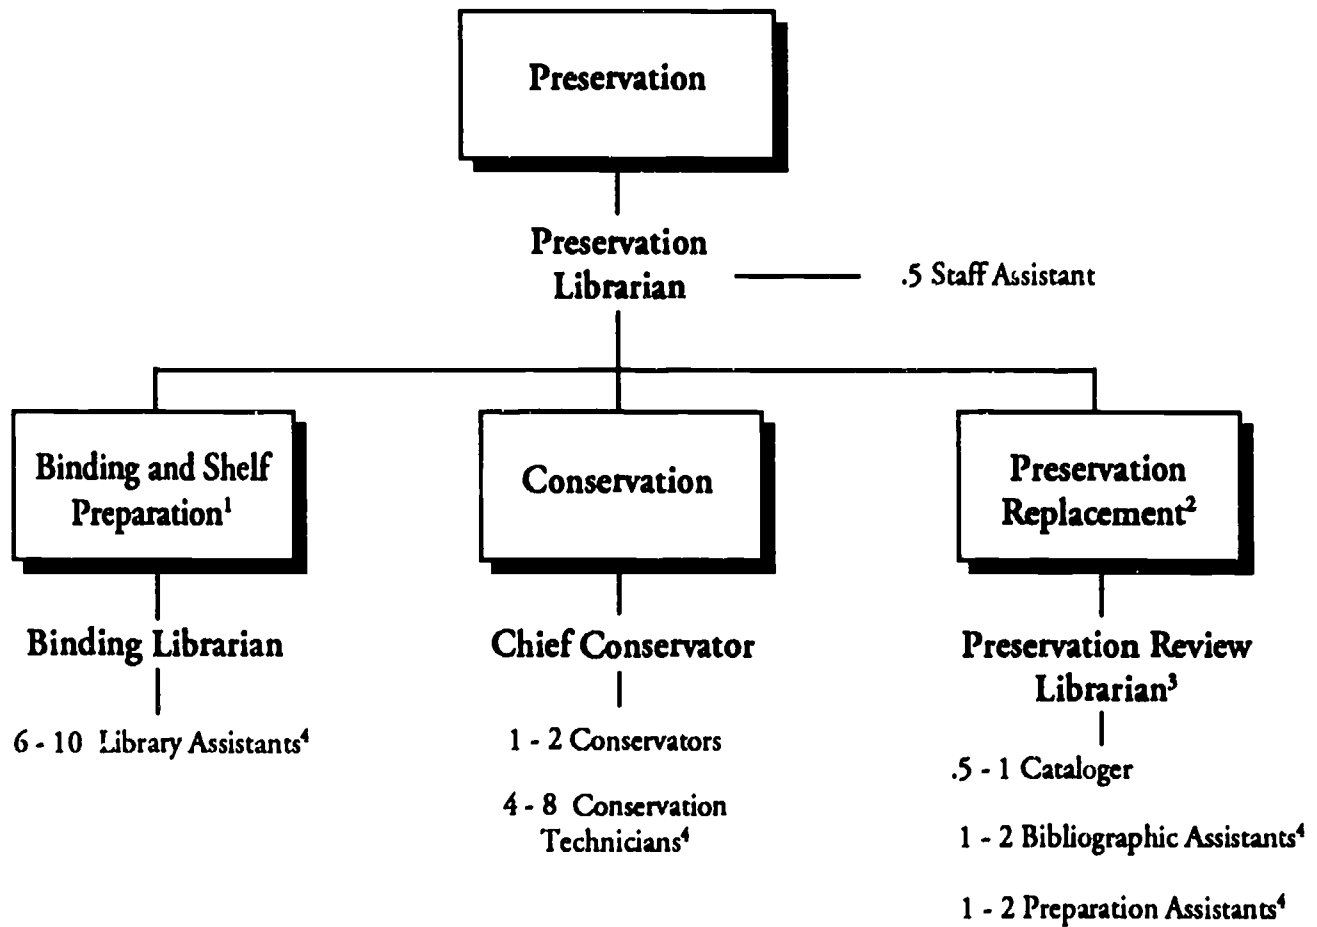 Preservation
Preservation
Librarian
.5 Staff Assistant
Binding and Shelf
Preparation¹
Conservation
Preservation
Replacement²
Binding Librarian
6 - 10 Library Assistants⁴
Chief Conservator
1 - 2 Conservators
4 - 8 Conservation
Technicians⁴
Preservation Review
Librarian³
.5 - 1 Cataloger
1 - 2 Bibliographic Assistants⁴
1 - 2 Preparation Assistants⁴